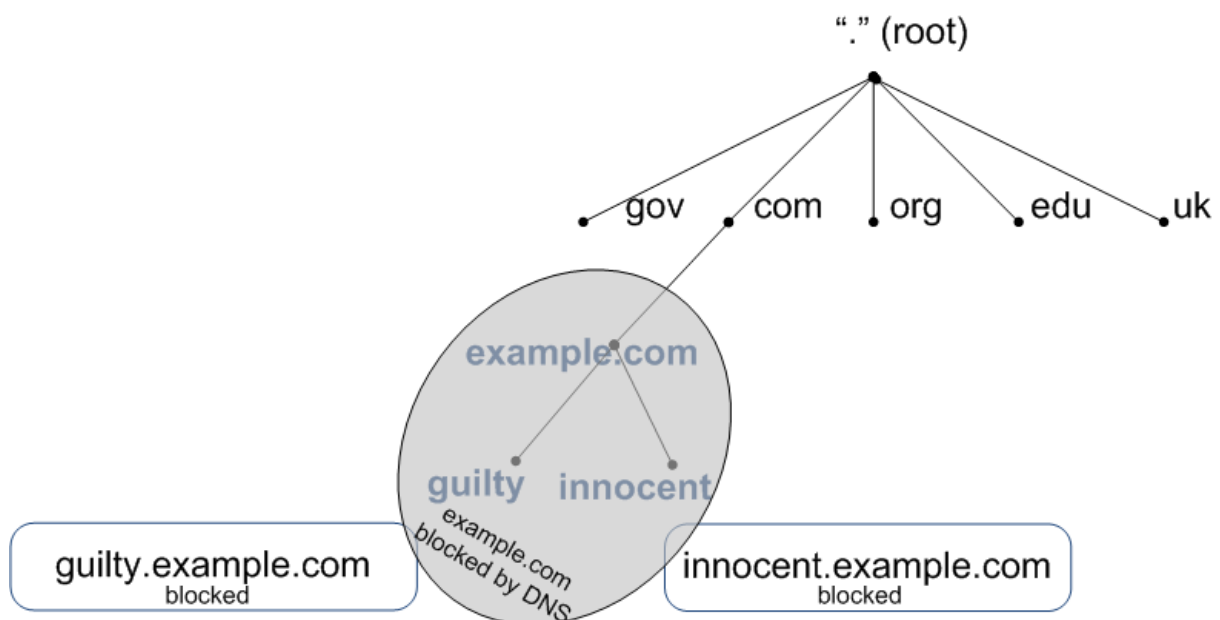 “.” (root)
gov
com
org
edu
uk
example.com
guilty
innocent
example.com
blocked by DNS
guilty.example.com
blocked
innocent.example.com
blocked